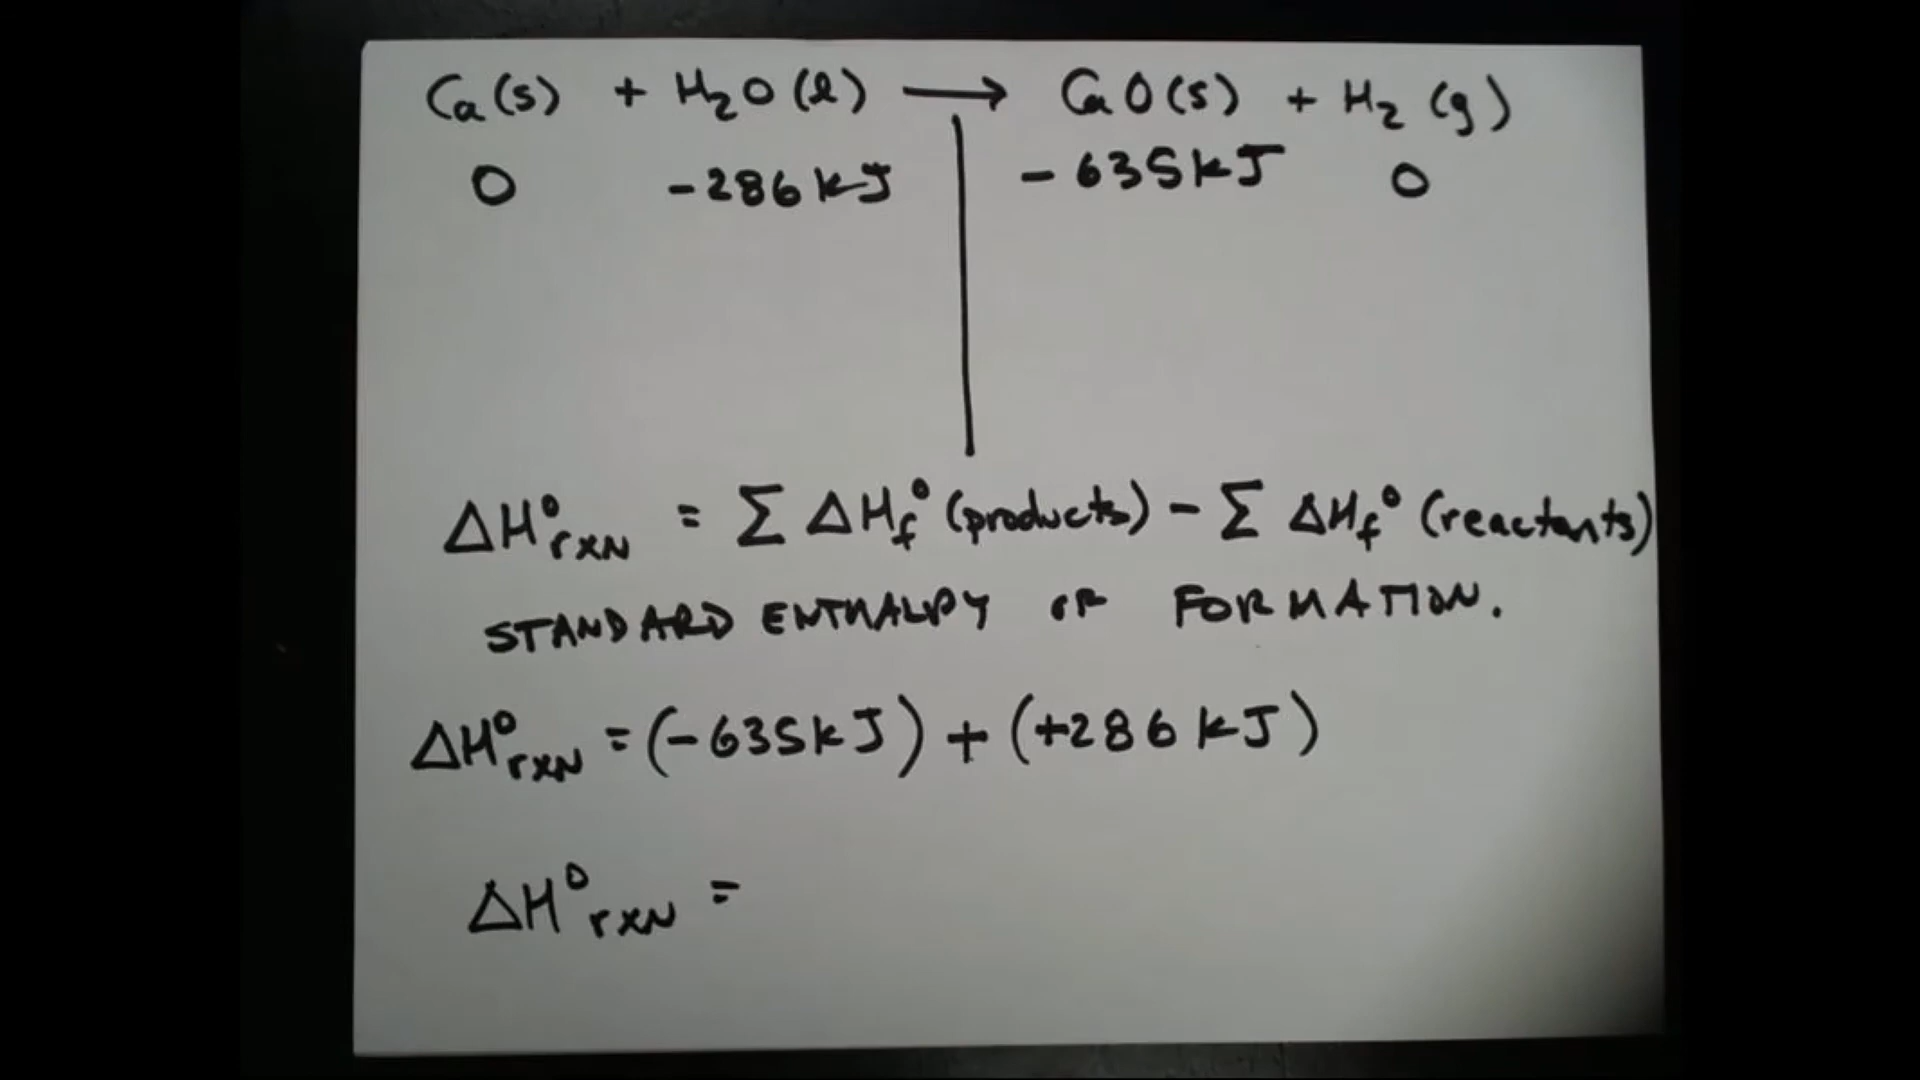 Ca(s) + H₂O(l) → CaO(s) + H₂(g)
0 -286 kJ -635 kJ 0
ΔH°rxn = Σ ΔHf°(products) - Σ ΔHf°(reactants)
STANDARD ENTHALPY OF FORMATION.
ΔH°rxn = (-635 kJ) + (+286 kJ)
ΔH°rxn =